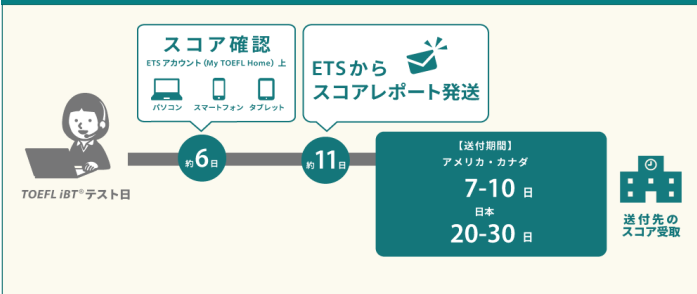 スコア確認
ETS アカウント（My TOEFL Home）上
パソコン スマートフォン タブレット
ETSから
スコアレポート発送
TOEFL iBT®テスト日
約6日
約11日
【送付期間】
アメリカ・カナダ
7-10 日
日本
20-30 日
送付先の
スコア受取